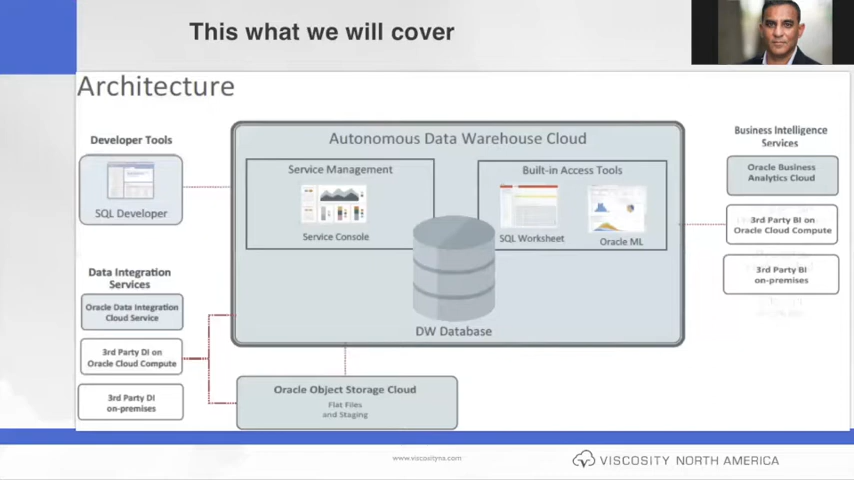 This what we will cover
Architecture
Developer Tools
SQL Developer
Data Integration
Services
Oracle Data Integration
Cloud Service
3rd Party DI on
Oracle Cloud Compute
3rd Party DI
on-premises
Autonomous Data Warehouse Cloud
Service Management
Service Console
Built-in Access Tools
SQL Worksheet
Oracle ML
DW Database
Oracle Object Storage Cloud
Flat Files
and Staging
Business Intelligence
Services
Oracle Business
Analytics Cloud
3rd Party BI on
Oracle Cloud Compute
3rd Party BI
on-premises
www.viscosityna.com
VISCOSITY NORTH AMERICA